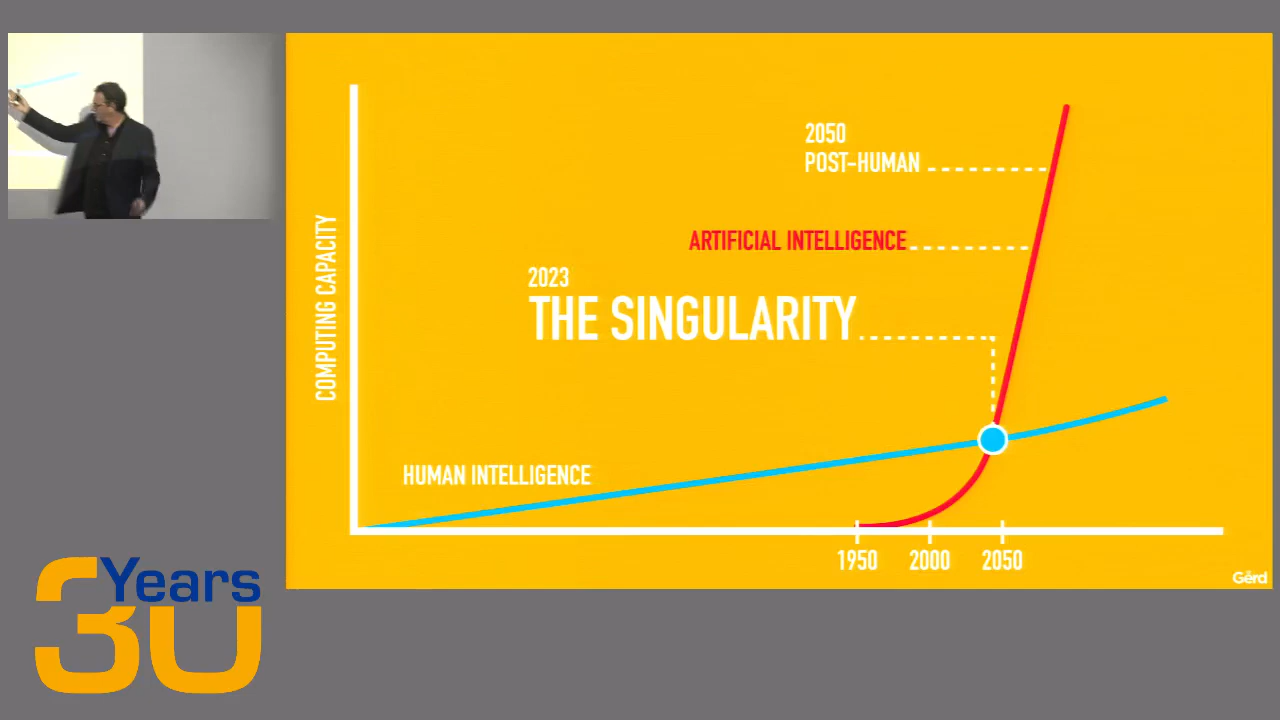 2050
POST-HUMAN
ARTIFICIAL INTELLIGENCE
2023
THE SINGULARITY
COMPUTING CAPACITY
HUMAN INTELLIGENCE
1950 2000 2050
Gerd
30 Years